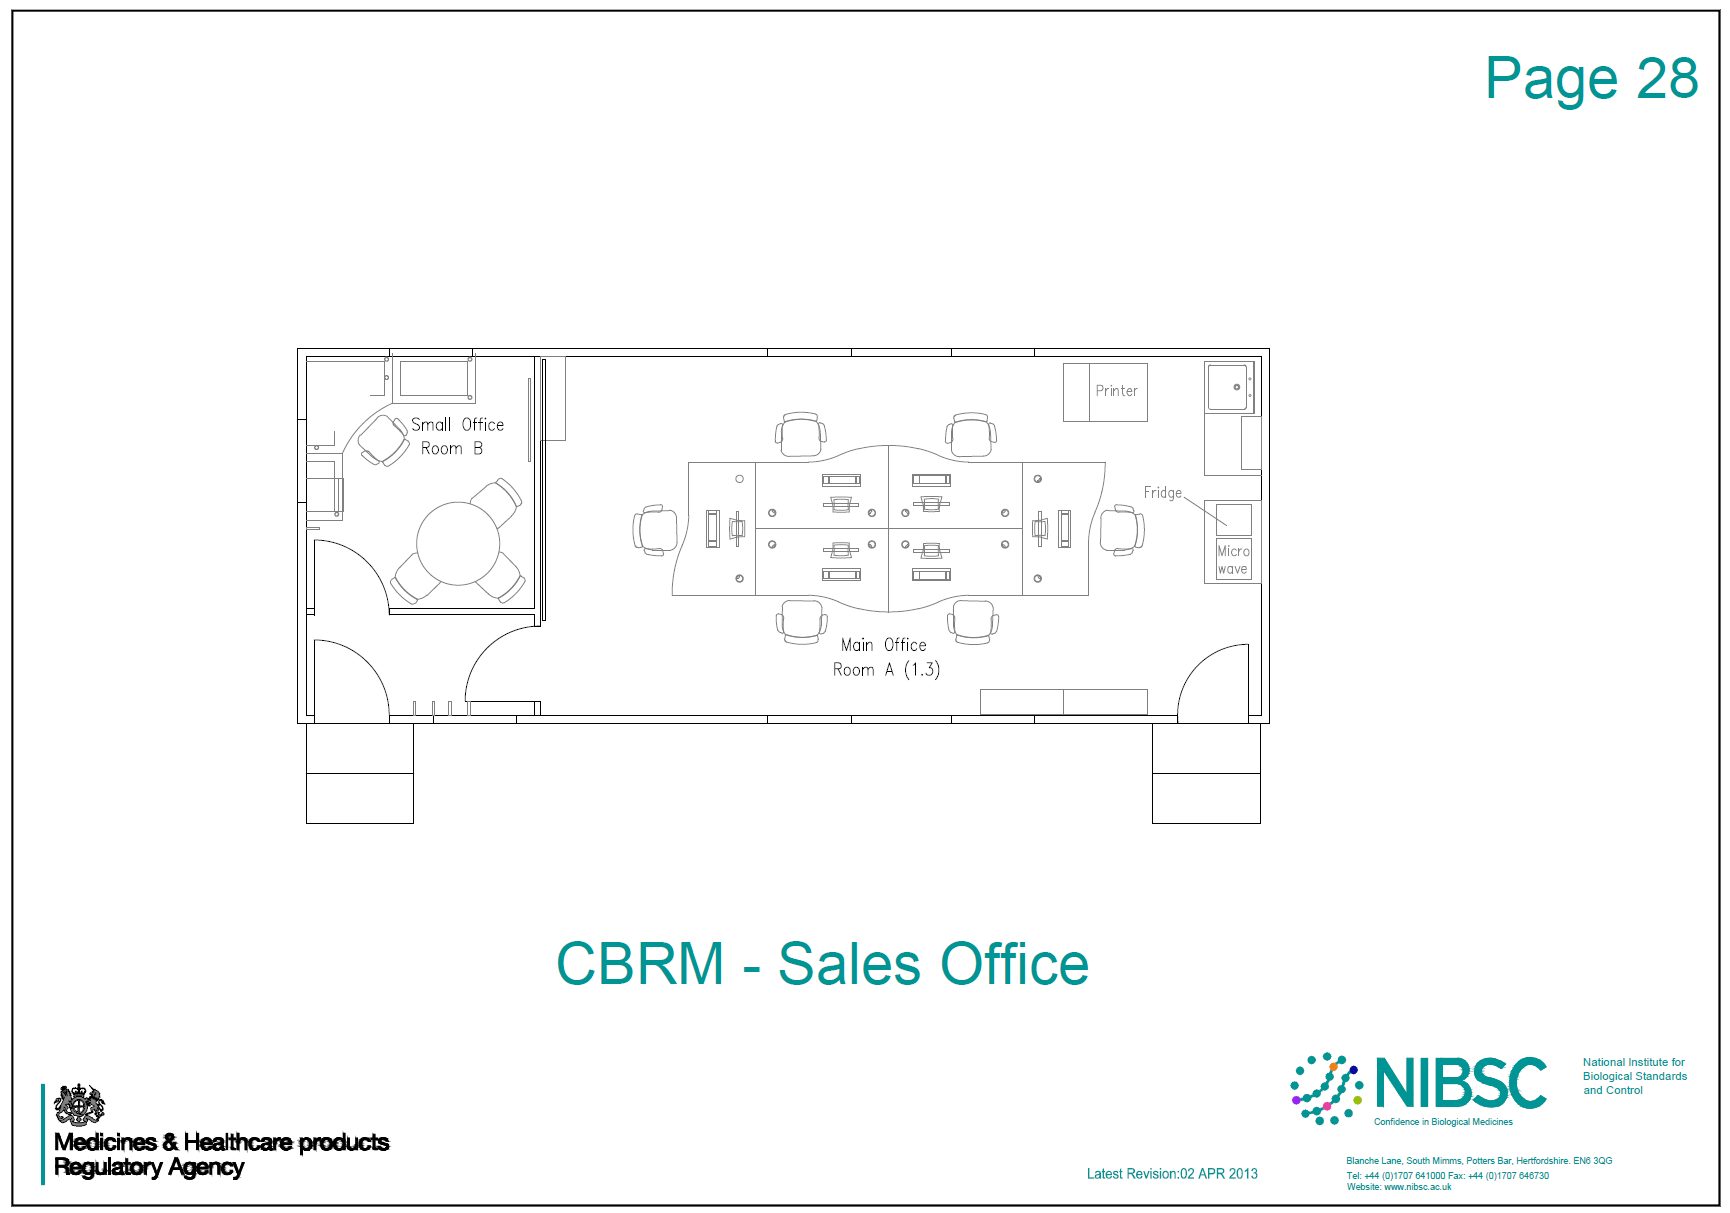 Page 28
Small Office
Room B
Printer
Fridge
Micro
wave
Main Office
Room A (1.3)
CBRM - Sales Office
Medicines & Healthcare products
Regulatory Agency
Latest Revision:02 APR 2013
NIBSC
Confidence in Biological Medicines
National Institute for
Biological Standards
and Control
Blanche Lane, South Mimms, Potters Bar, Hertfordshire. EN6 3QG
Tel: +44 (0)1707 641000 Fax: +44 (0)1707 646730
Website: www.nibsc.ac.uk